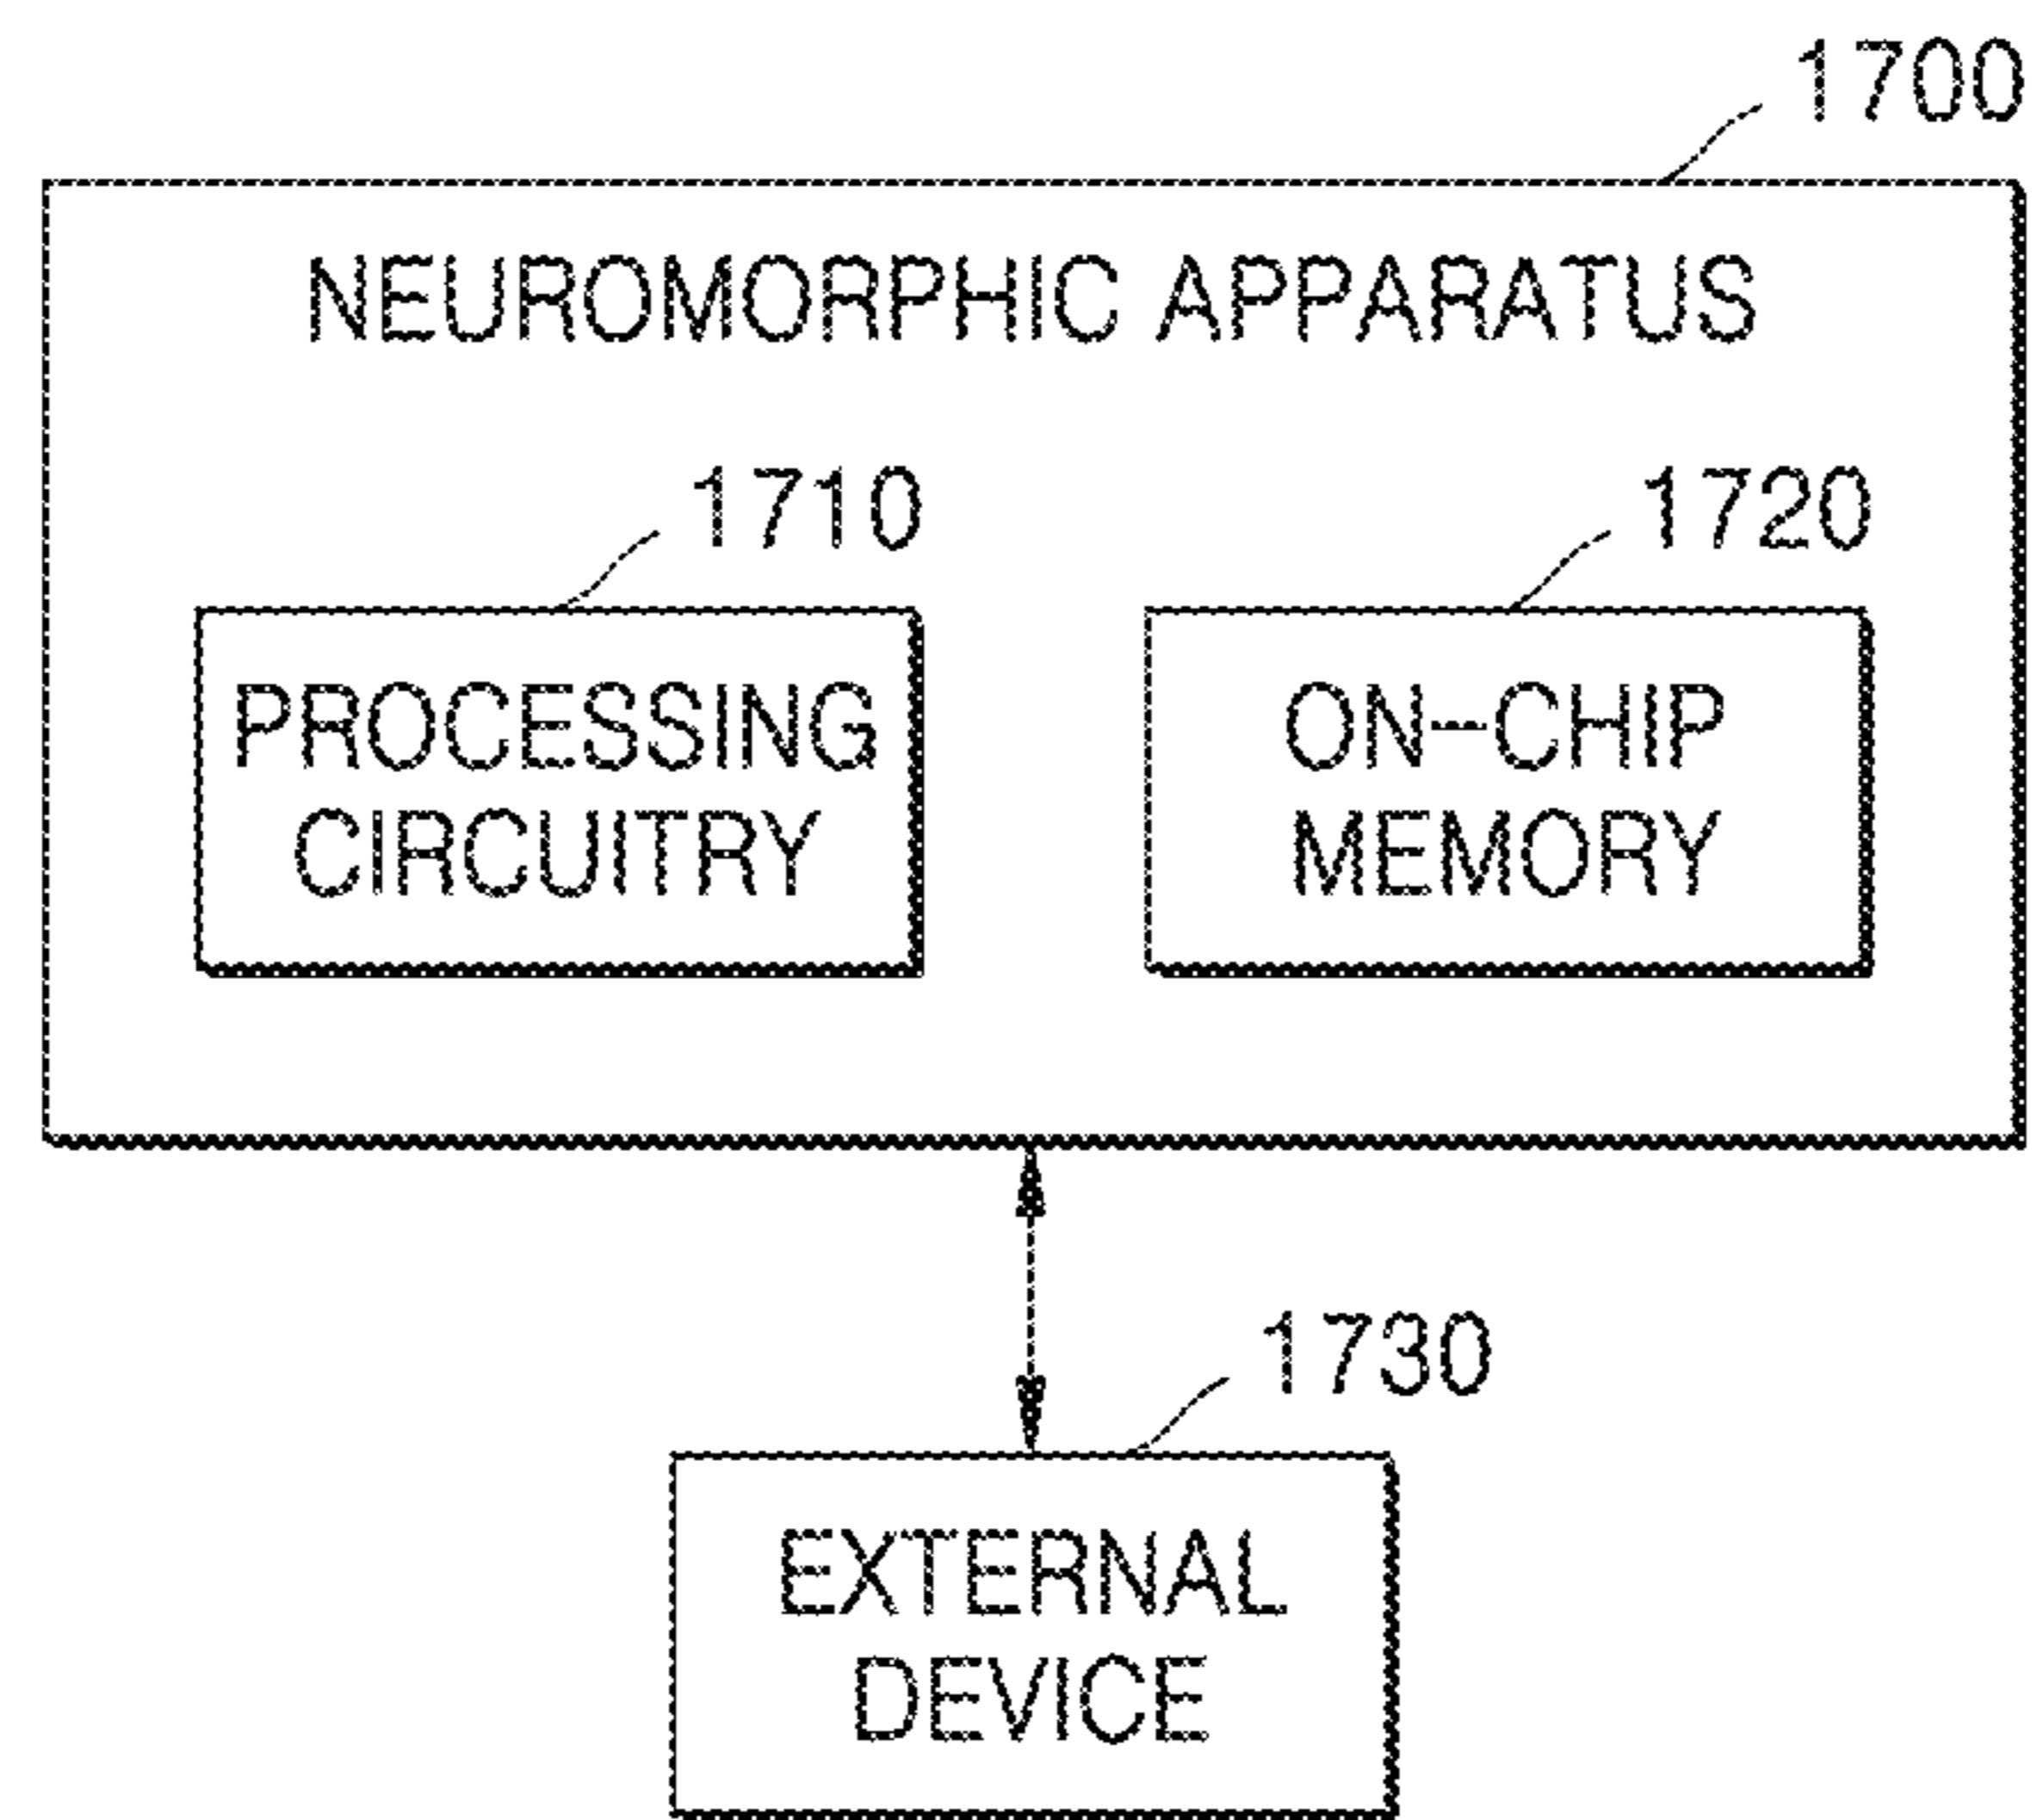 1700
NEUROMORPHIC APPARATUS
1710
1720
PROCESSING
CIRCUITRY
ON-CHIP
MEMORY
1730
EXTERNAL
DEVICE